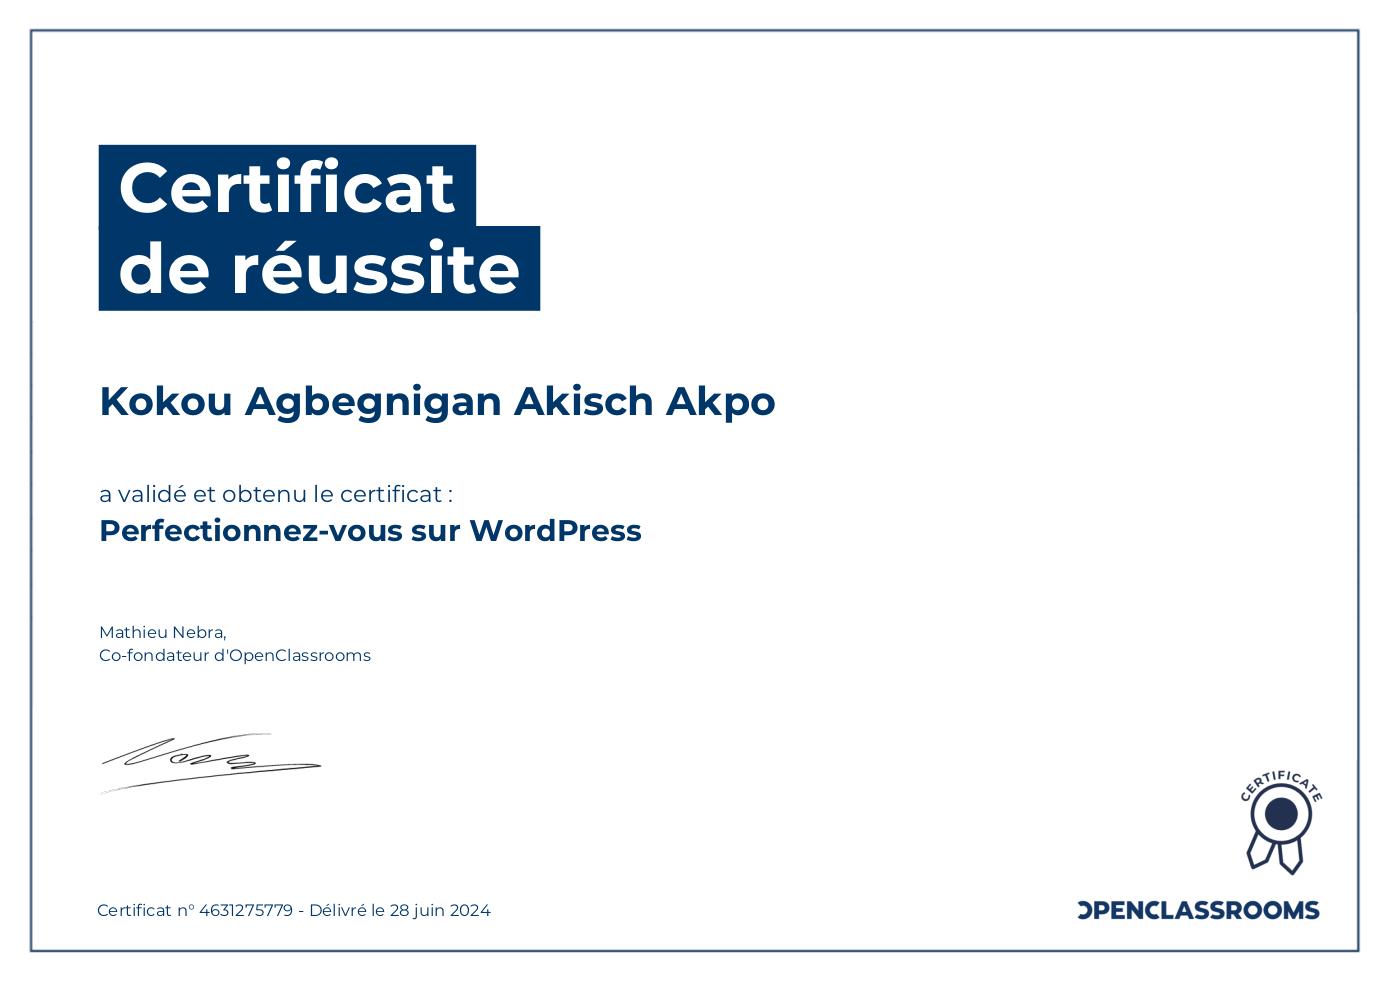 Certificat
de réussite
Kokou Agbegnigan Akisch Akpo
a validé et obtenu le certificat :
Perfectionnez-vous sur WordPress
Mathieu Nebra,
Co-fondateur d'OpenClassrooms
CERTIFICATE
Certificat n° 4631275779 - Délivré le 28 juin 2024
OPENCLASSROOMS